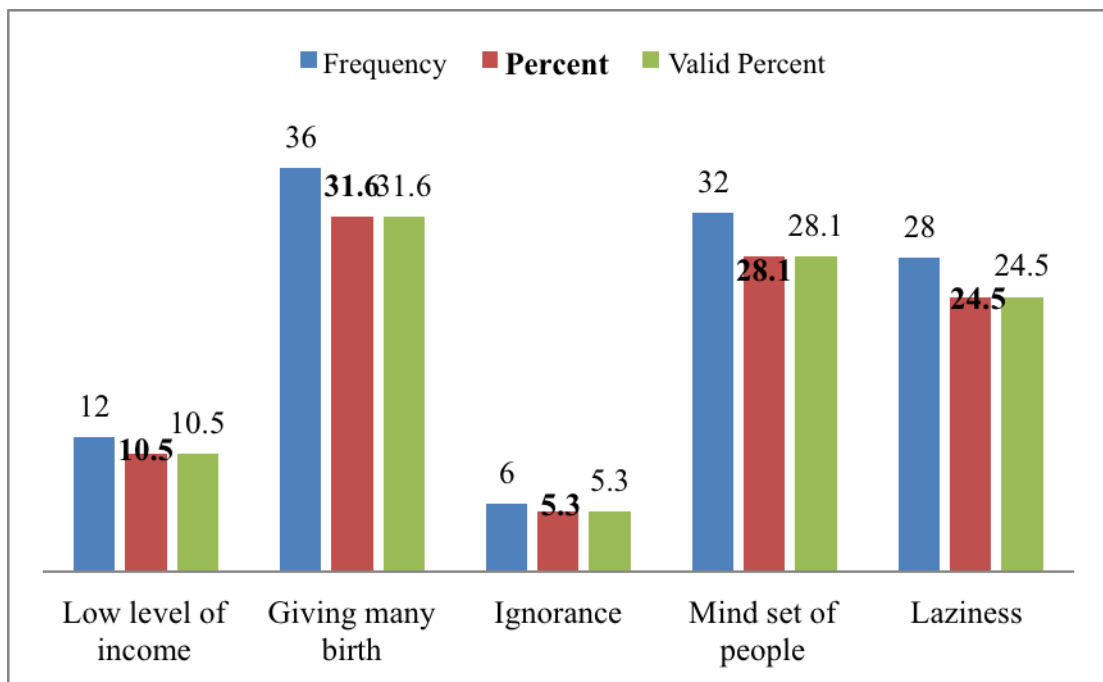 Frequency Percent Valid Percent
36
31.6 31.6
32
28.1
28.1
28
24.5
24.5
12
10.5
10.5
6
5.3
5.3
Low level of income
Giving many birth
Ignorance
Mind set of people
Laziness